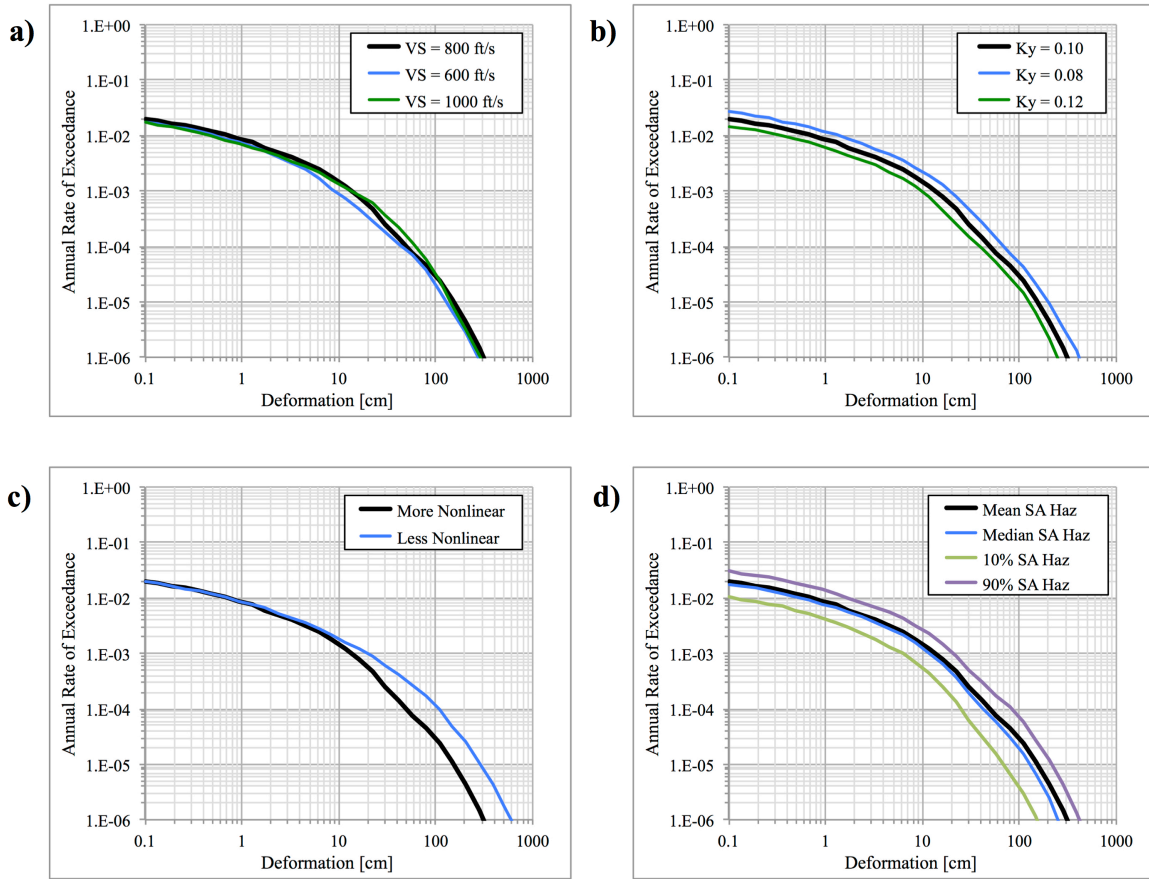 a)
Annual Rate of Exceedance
1.E+00
1.E-01
1.E-02
1.E-03
1.E-04
1.E-05
1.E-06
VS = 800 ft/s
VS = 600 ft/s
VS = 1000 ft/s
0.1 1 10 100 1000
Deformation [cm]
b)
Annual Rate of Exceedance
1.E+00
1.E-01
1.E-02
1.E-03
1.E-04
1.E-05
1.E-06
Ky = 0.10
Ky = 0.08
Ky = 0.12
0.1 1 10 100 1000
Deformation [cm]
c)
Annual Rate of Exceedance
1.E+00
1.E-01
1.E-02
1.E-03
1.E-04
1.E-05
1.E-06
More Nonlinear
Less Nonlinear
0.1 1 10 100 1000
Deformation [cm]
d)
Annual Rate of Exceedance
1.E+00
1.E-01
1.E-02
1.E-03
1.E-04
1.E-05
1.E-06
Mean SA Haz
Median SA Haz
10% SA Haz
90% SA Haz
0.1 1 10 100 1000
Deformation [cm]